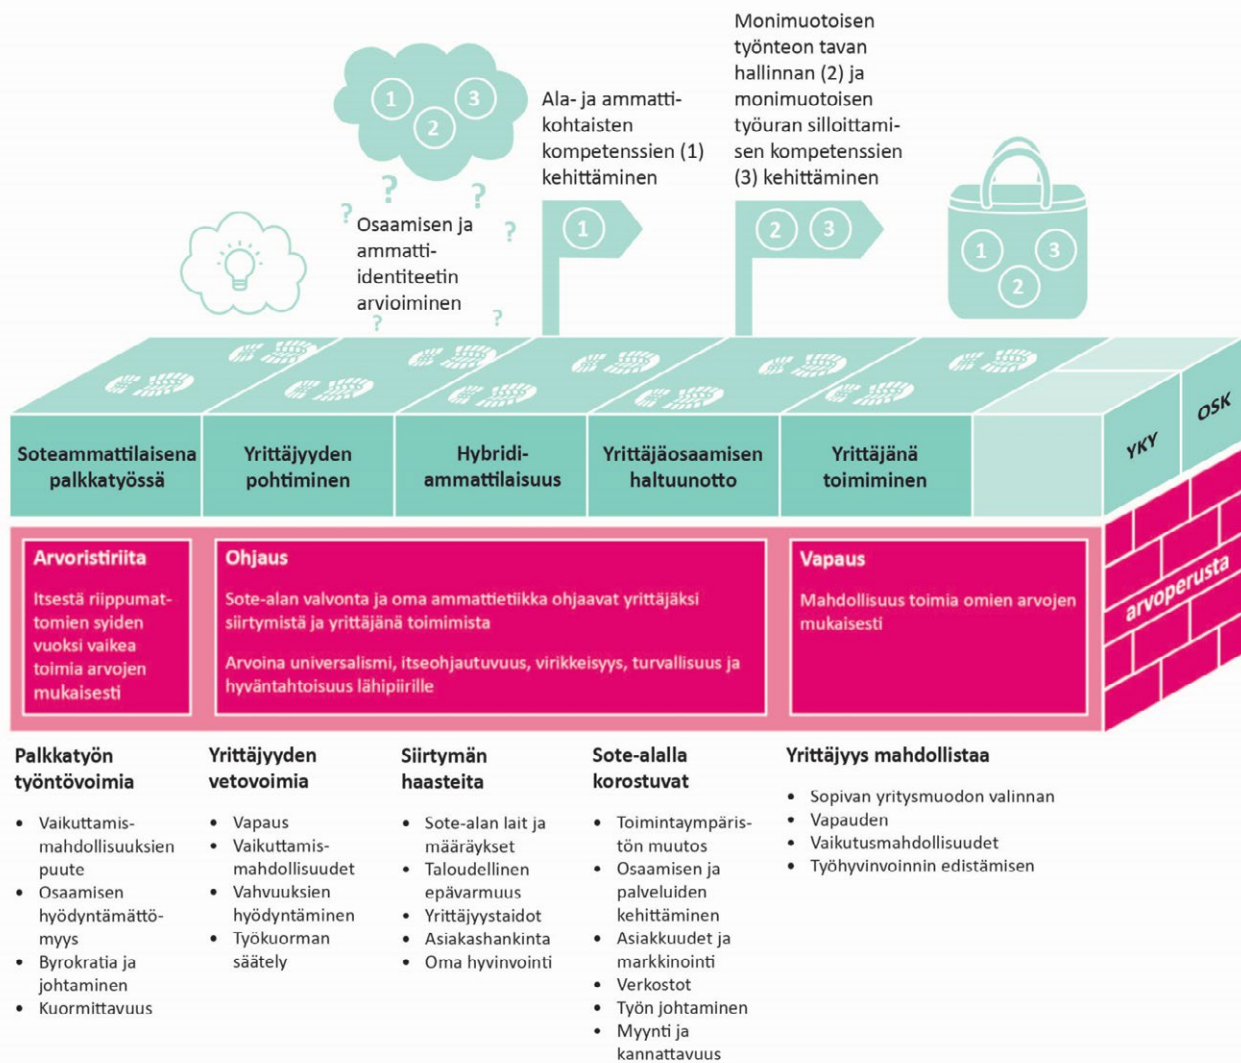 1
3
2
?
?
?
?
?
?
Osaamisen ja
ammatti-
identiteetin
arvioiminen
Ala- ja ammatti-
kohtaisten
kompetenssien (1)
kehittäminen
1
Monimuotoisen
työnteon tavan
hallinnan (2) ja
monimuotoisen
työuran silloittami-
sen kompetenssien
(3) kehittäminen
2 3
1
3
2
Soteammattilaisena
palkkatyössä
Yrittäjyyden
pohtiminen
Hybridi-
ammattilaisuus
Yrittäjäosaamisen
haltuunotto
Yrittäjänä
toimiminen
YKY
OSK
Arvoristiriita
Itsestä riippumat-
tomien syiden
vuoksi vaikea
toimia arvojen
mukaisesti
Ohjaus
Sote-alan valvonta ja oma ammattietiikka ohjaavat yrittäjäksi
siirtymistä ja yrittäjänä toimimista
Arvoina universalismi, itseohjautuvuus, virikkeisyys, turvallisuus ja
hyväntahtoisuus lähipiirille
Vapaus
Mahdollisuus toimia omien arvojen
mukaisesti
arvoperusta
Palkkatyön
työntövoimia
• Vaikuttamis-
mahdollisuuksien
puute
• Osaamisen
hyödyntämättö-
myys
• Byrokratia ja
johtaminen
• Kuormittavuus
Yrittäjyyden
vetovoimia
• Vapaus
• Vaikuttamis-
mahdollisuudet
• Vahvuuksien
hyödyntäminen
• Työkuorman
säätely
Siirtymän
haasteita
• Sote-alan lait ja
määräykset
• Taloudellinen
epävarmuus
• Yrittäjyystaidot
• Asiakashankinta
• Oma hyvinvointi
Sote-alalla
korostuvat
• Toimintaympäris-
tön muutos
• Osaamisen ja
palveluiden
kehittäminen
• Asiakkuudet ja
markkinointi
• Verkostot
• Työn johtaminen
• Myynti ja
kannattavuus
Yrittäjyys mahdollistaa
• Sopivan yritysmuodon valinnan
• Vapauden
• Vaikutusmahdollisuudet
• Työhyvinvoinnin edistämisen